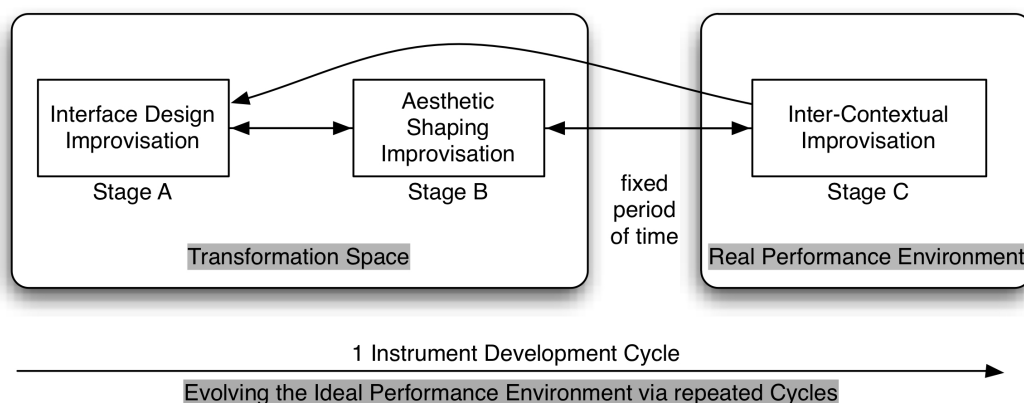 Interface Design
Improvisation
Stage A
Aesthetic
Shaping
Improvisation
Stage B
Transformation Space
fixed
period
of time
Inter-Contextual
Improvisation
Stage C
Real Performance Environment
1 Instrument Development Cycle
Evolving the Ideal Performance Environment via repeated Cycles